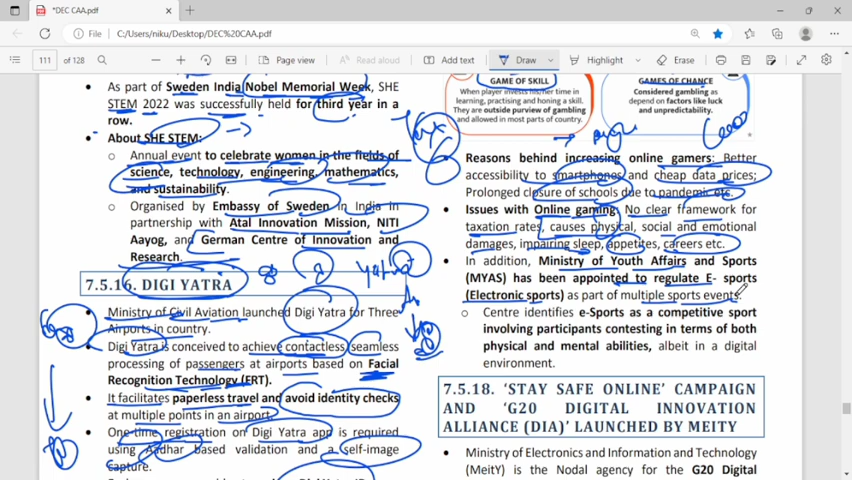 *DEC CAA.pdf
File
C:/Users/niku/Desktop/DEC%20CAA.pdf
111 of 128
Page view
Read aloud
Add text
Draw
Highlight
Erase
As part of Sweden India Nobel Memorial Week, SHE
STEM 2022 was successfully held for third year in a
row.
About SHE STEM:
Annual event to celebrate women in the fields of
science, technology, engineering, mathematics,
and sustainability.
Organised by Embassy of Sweden in India in
partnership with Atal Innovation Mission, NITI
Aayog, and German Centre of Innovation and
Research.
7.5.16. DIGI YATRA
Ministry of Civil Aviation launched Digi Yatra for Three
Airports in country.
Digi Yatra is conceived to achieve contactless, seamless
processing of passengers at airports based on Facial
Recognition Technology (ERT).
It facilitates paperless travel and avoid identity checks
at multiple points in an airport.
One-time registration on Digi Yatra app is required
using Aadhar based validation and a self-image
capture.
GAME OF SKILL
When player invests his/her time in
learning, practising and honing a skill.
They are outside purview of gambling
and allowed in most parts of country.
GAMES OF CHANCE
Considered gambling as
depend on factors like luck
and unpredictability.
Reasons behind increasing online gamers: Better
accessibility to smartphones and cheap data prices;
Prolonged closure of schools due to pandemic etc.
Issues with Online gaming: No clear framework for
taxation rates, causes physical, social and emotional
damages, impairing sleep, appetites, careers etc.
In addition, Ministry of Youth Affairs and Sports
(MYAS) has been appointed to regulate E- sports
(Electronic sports) as part of multiple sports events.
Centre identifies e-Sports as a competitive sport
involving participants contesting in terms of both
physical and mental abilities, albeit in a digital
environment.
7.5.18. 'STAY SAFE ONLINE' CAMPAIGN
AND 'G20 DIGITAL INNOVATION
ALLIANCE (DIA)' LAUNCHED BY MEITY
Ministry of Electronics and Information and Technology
(MeitY) is the Nodal agency for the G20 Digital